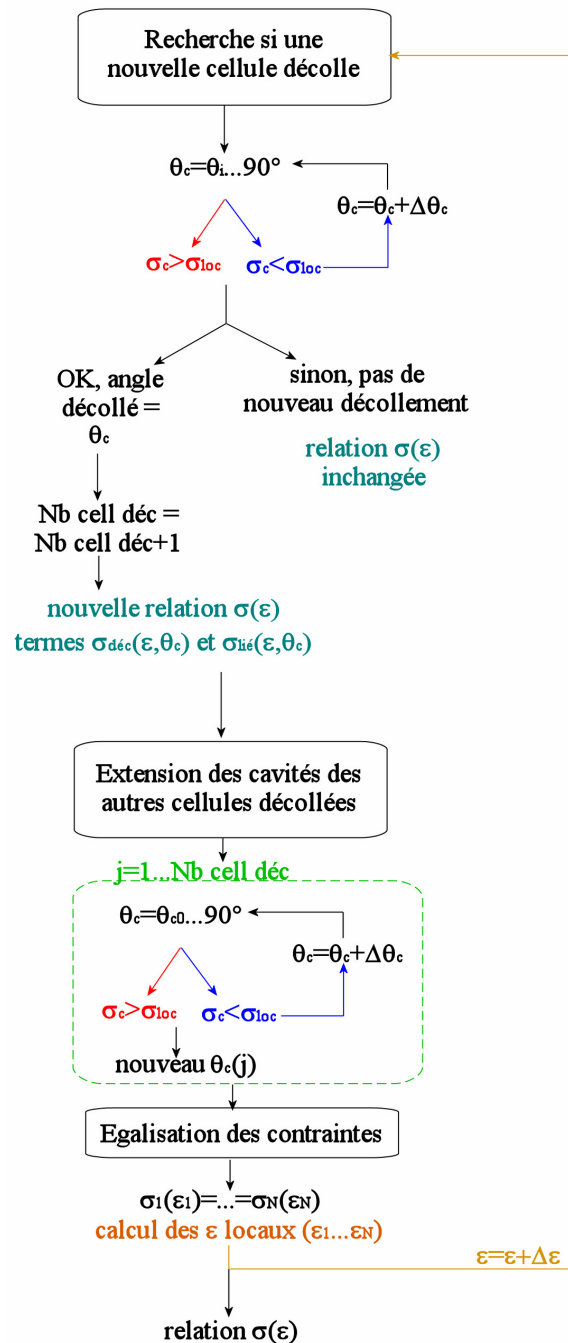 Recherche si une
nouvelle cellule décolle
θc=θi...90°
θc=θc+Δθc
σc>σloc
σc<σloc
OK, angle
décollé =
θc
sinon, pas de
nouveau décollement
relation σ(ε)
inchangée
Nb cell déc =
Nb cell déc+1
nouvelle relation σ(ε)
termes σdéc(ε,θc) et σlié(ε,θc)
Extension des cavités des
autres cellules décollées
j=1...Nb cell déc
θc=θc0...90°
θc=θc+Δθc
σc>σloc
σc<σloc
nouveau θc(j)
Egalisation des contraintes
σ1(ε1)=...=σN(εN)
calcul des ε locaux (ε1...εN)
ε=ε+Δε
relation σ(ε)